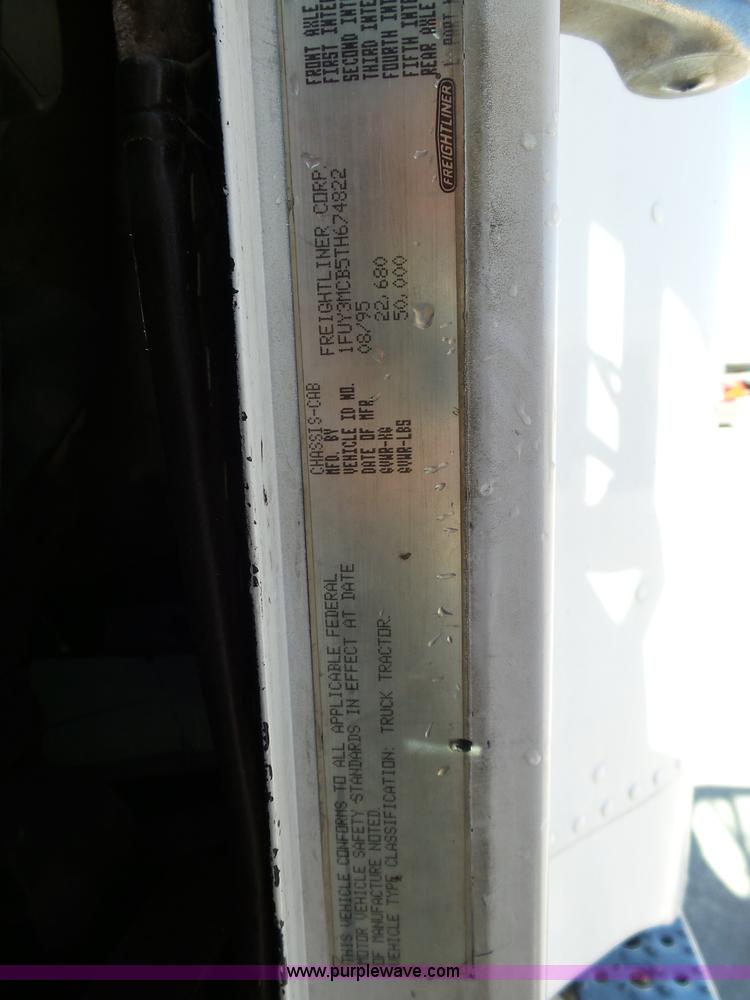 THIS VEHICLE CONFORMS TO ALL APPLICABLE FEDERAL
MOTOR VEHICLE SAFETY STANDARDS IN EFFECT AT DATE
OF MANUFACTURE NOTED.
VEHICLE TYPE CLASSIFICATION: TRUCK TRACTOR.
CHASSIS-CAB
MFD. BY FREIGHTLINER CORP.
VEHICLE ID NO. 1FUY3MCB5TH674822
DATE OF MFR. 08/95
GVWR-KG 22,680
GVWR-LBS 50,000
FRONT AXLE
FIRST INTE
SECOND INT
THIRD INTE
FOURTH INT
FIFTH INTE
REAR AXLE
PART
FREIGHTLINER
www.purplewave.com